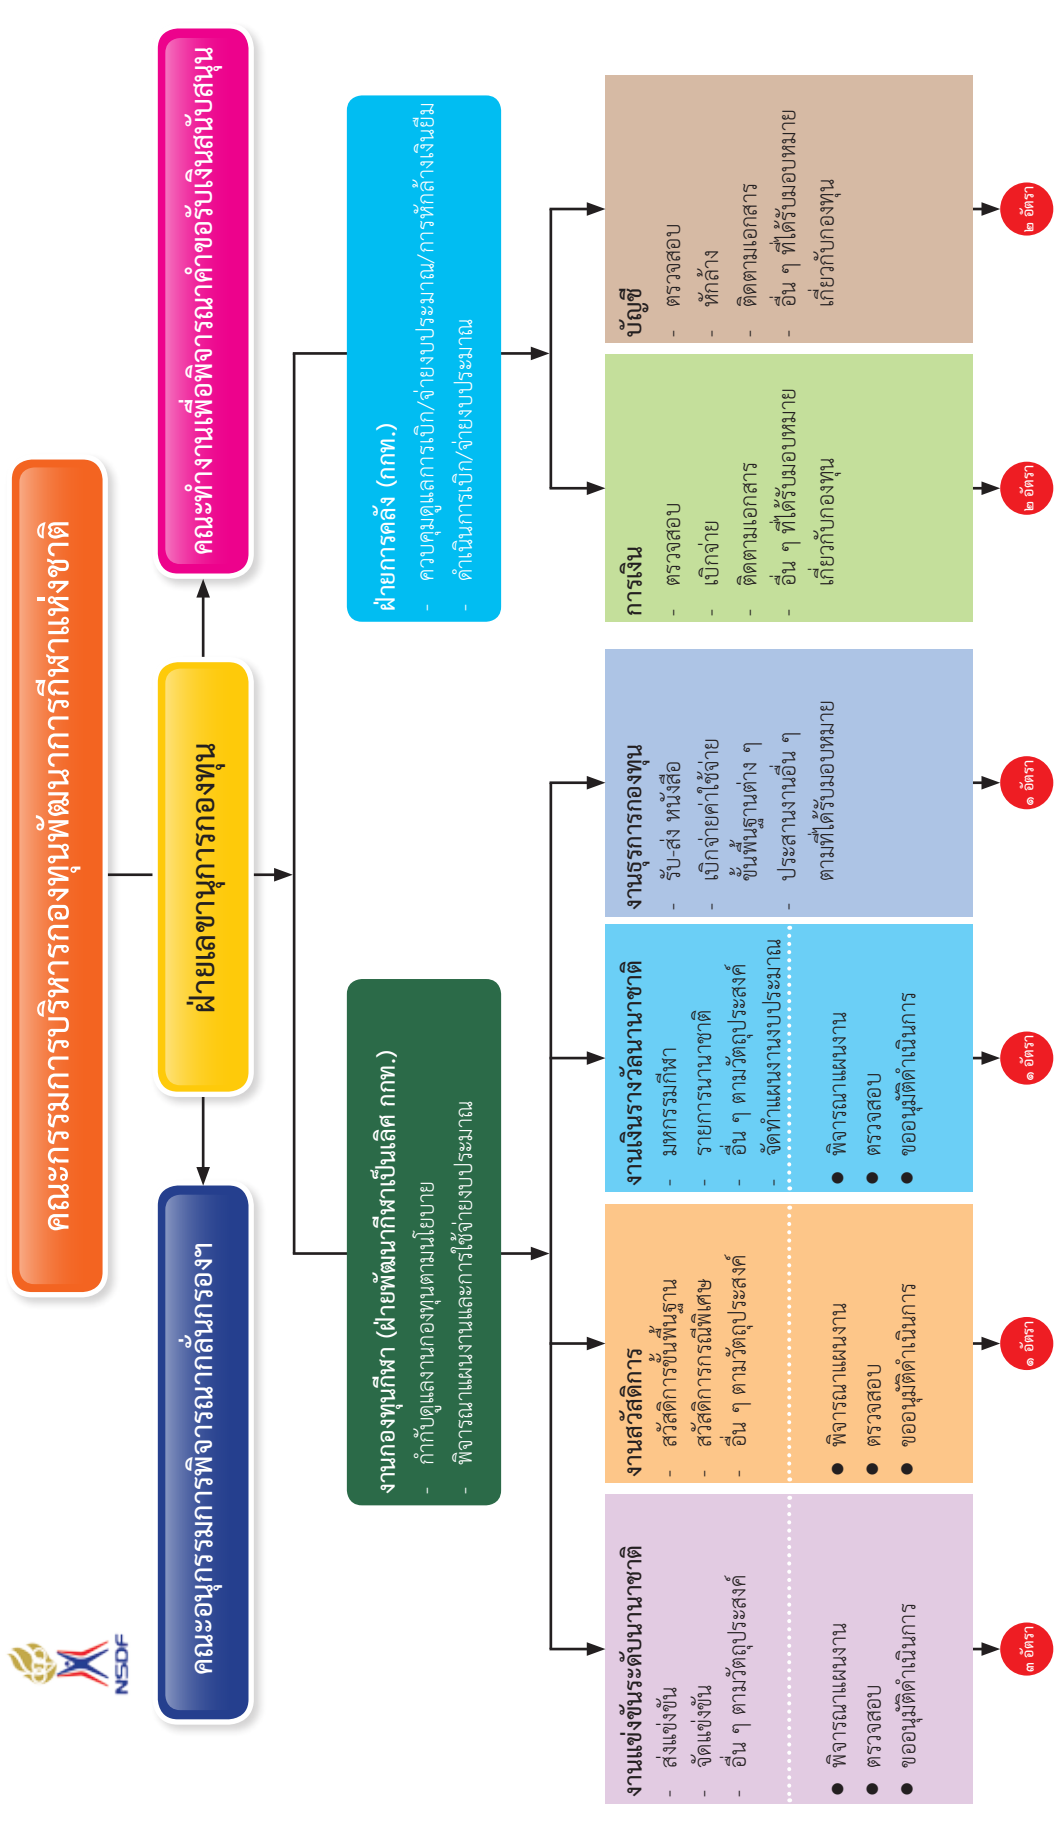 NSDF
คณะกรรมการบริหารกองทุนพัฒนาการกีฬาแห่งชาติ
คณะอนุกรรมการพิจารณากลั่นกรองฯ
ฝ่ายเลขานุการกองทุน
คณะทำงานเพื่อพิจารณาคำขอรับเงินสนับสนุน
งานกองทุนกีฬา (ฝ่ายพัฒนากีฬาเป็นเลิศ กกท.)
- กำกับดูแลงานกองทุนตามนโยบาย
- พิจารณาแผนงานและการใช้จ่ายงบประมาณ
ฝ่ายการคลัง (กกท.)
- ควบคุมดูแลการเบิก/จ่ายงบประมาณ/การหักล้างเงินยืม
- ดำเนินการเบิก/จ่ายงบประมาณ
งานแข่งขันระดับนานาชาติ
- ส่งแข่งขัน
- จัดแข่งขัน
- อื่น ๆ ตามวัตถุประสงค์
● พิจารณาแผนงาน
● ตรวจสอบ
● ขออนุมัติดำเนินการ
๓ อัตรา
งานสวัสดิการ
- สวัสดิการขั้นพื้นฐาน
- สวัสดิการกรณีพิเศษ
- อื่น ๆ ตามวัตถุประสงค์
● พิจารณาแผนงาน
● ตรวจสอบ
● ขออนุมัติดำเนินการ
๑ อัตรา
งานเงินรางวัลนานาชาติ
- มหกรรมกีฬา
- รายการนานาชาติ
- อื่น ๆ ตามวัตถุประสงค์
- จัดทำแผนงานงบประมาณ
● พิจารณาแผนงาน
● ตรวจสอบ
● ขออนุมัติดำเนินการ
๑ อัตรา
งานธุรการกองทุน
- รับ-ส่ง หนังสือ
- เบิกจ่ายค่าใช้จ่าย
ขั้นพื้นฐานต่าง ๆ
- ประสานงานอื่น ๆ
ตามที่ได้รับมอบหมาย
๑ อัตรา
การเงิน
- ตรวจสอบ
- เบิกจ่าย
- ติดตามเอกสาร
- อื่น ๆ ที่ได้รับมอบหมาย
เกี่ยวกับกองทุน
๒ อัตรา
บัญชี
- ตรวจสอบ
- หักล้าง
- ติดตามเอกสาร
- อื่น ๆ ที่ได้รับมอบหมาย
เกี่ยวกับกองทุน
๒ อัตรา